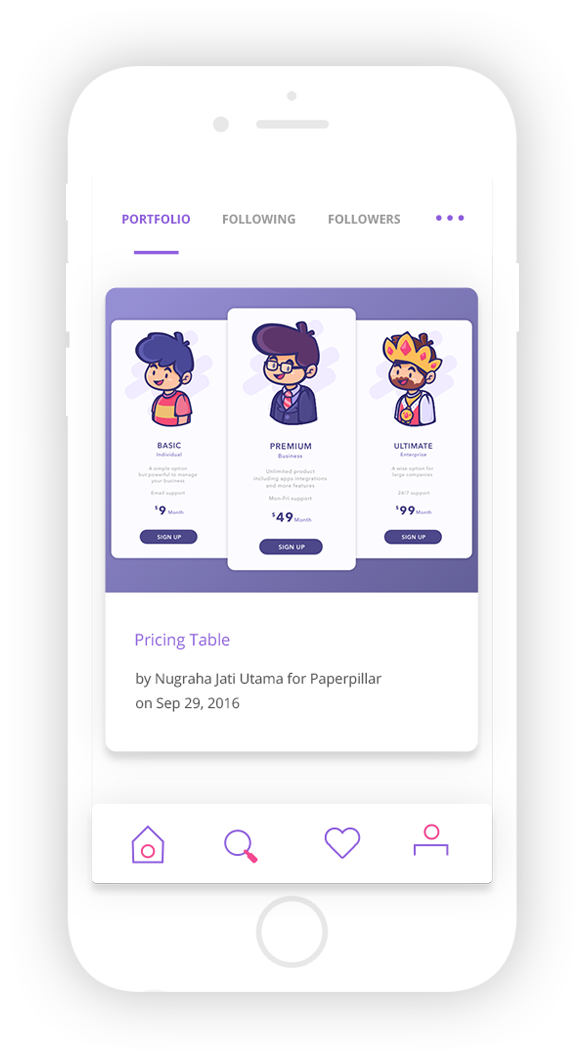 PORTFOLIO FOLLOWING FOLLOWERS
BASIC
Individual
A simple option
but powerful to manage
your business
Email support
$9 Month
SIGN UP
PREMIUM
Business
Unlimited product
including apps integrations
and more features
Mon-Fri support
$49 Month
SIGN UP
ULTIMATE
Enterprise
A wise option for
large companies
24/7 support
$99 Month
SIGN UP
Pricing Table
by Nugraha Jati Utama for Paperpillar
on Sep 29, 2016